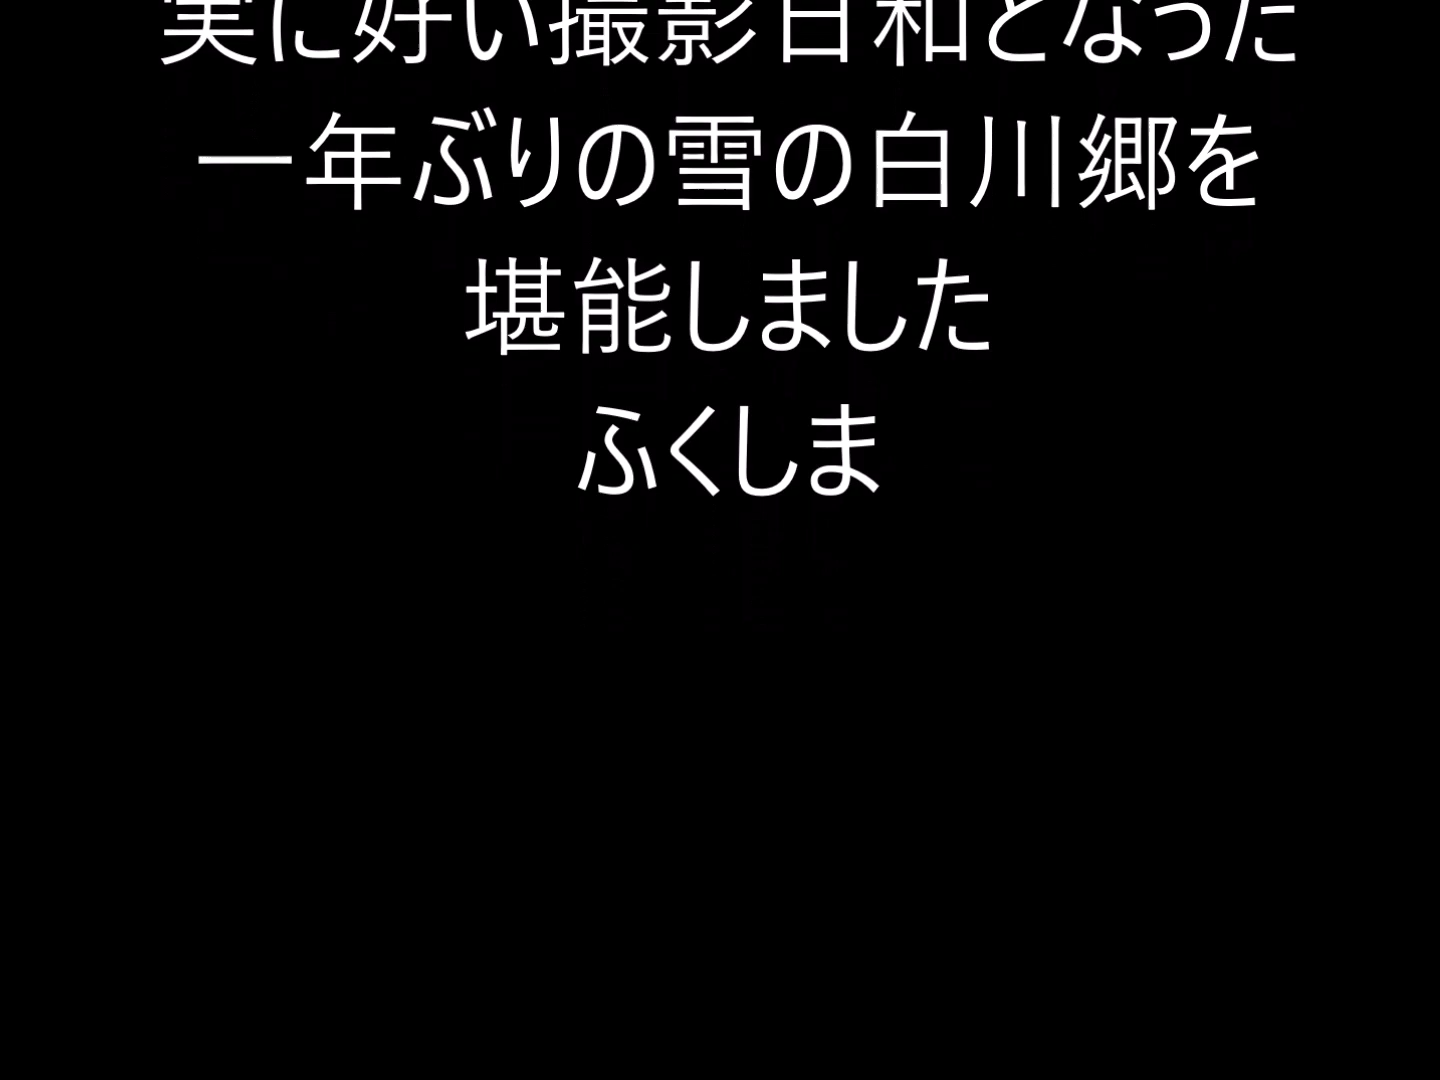 実に好い撮影日和となった
一年ぶりの雪の白川郷を
堪能しました
ふくしま